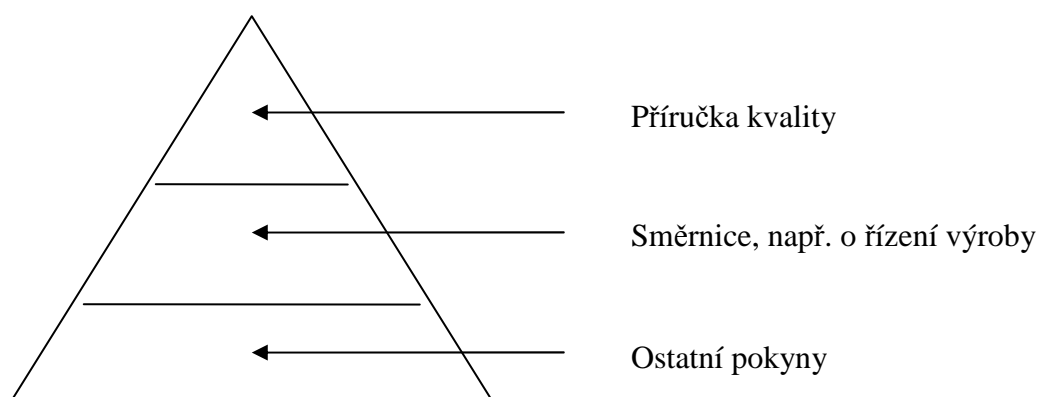 Příručka kvality
Směrnice, např. o řízení výroby
Ostatní pokyny